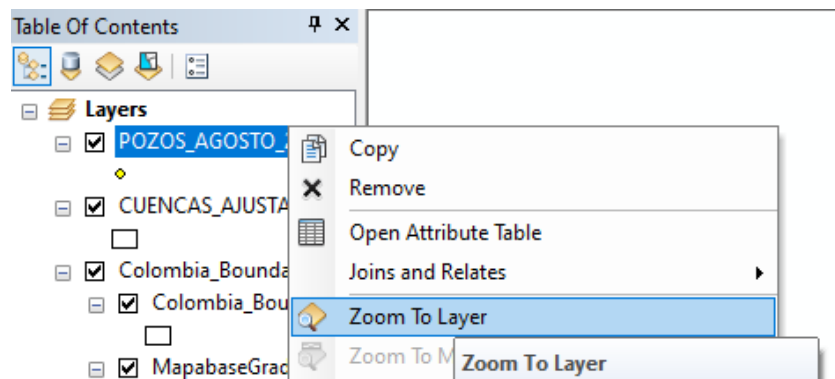 Table Of Contents
Layers
POZOS_AGOSTO_
Copy
Remove
CUENCAS_AJUSTA
Open Attribute Table
Joins and Relates
Colombia_Bounda
Colombia_Bou
Zoom To Layer
MapabaseGrad
Zoom To M
Zoom To Layer